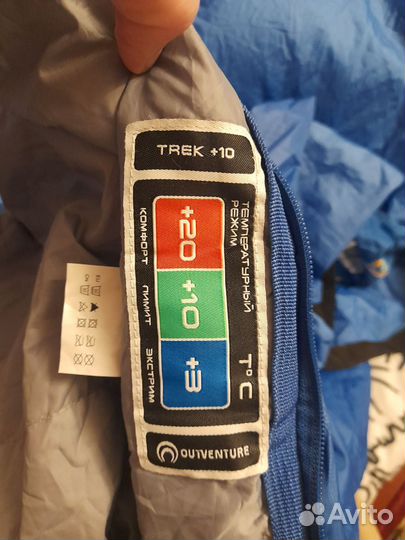 TREK +10
ТЕМПЕРАТУРНЫЙ
РЕЖИМ
T°C
+20 +10 +3
КОМФОРТ ЛИМИТ ЭКСТРИМ
OUTVENTURE
Avito